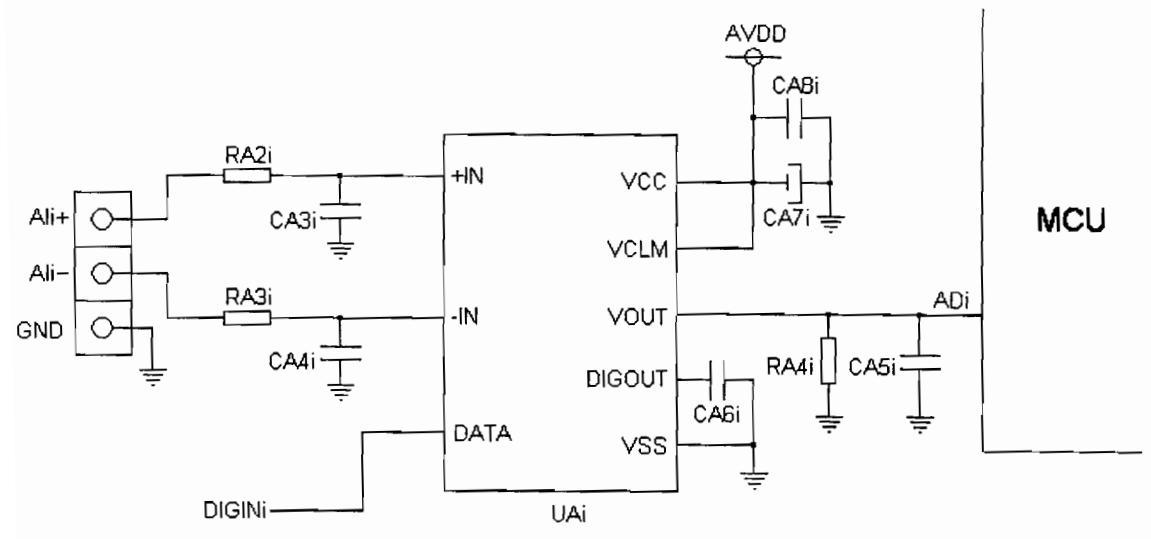 AVDD
CA8i
RA2i
+IN
VCC
CA3i
CA7i
AIi+
MCU
VCLM
AIi-
RA3i
ADi
GND
-IN
VOUT
CA4i
RA4i
CA5i
DIGOUT
CA6i
DATA
VSS
DIGINi
UAi